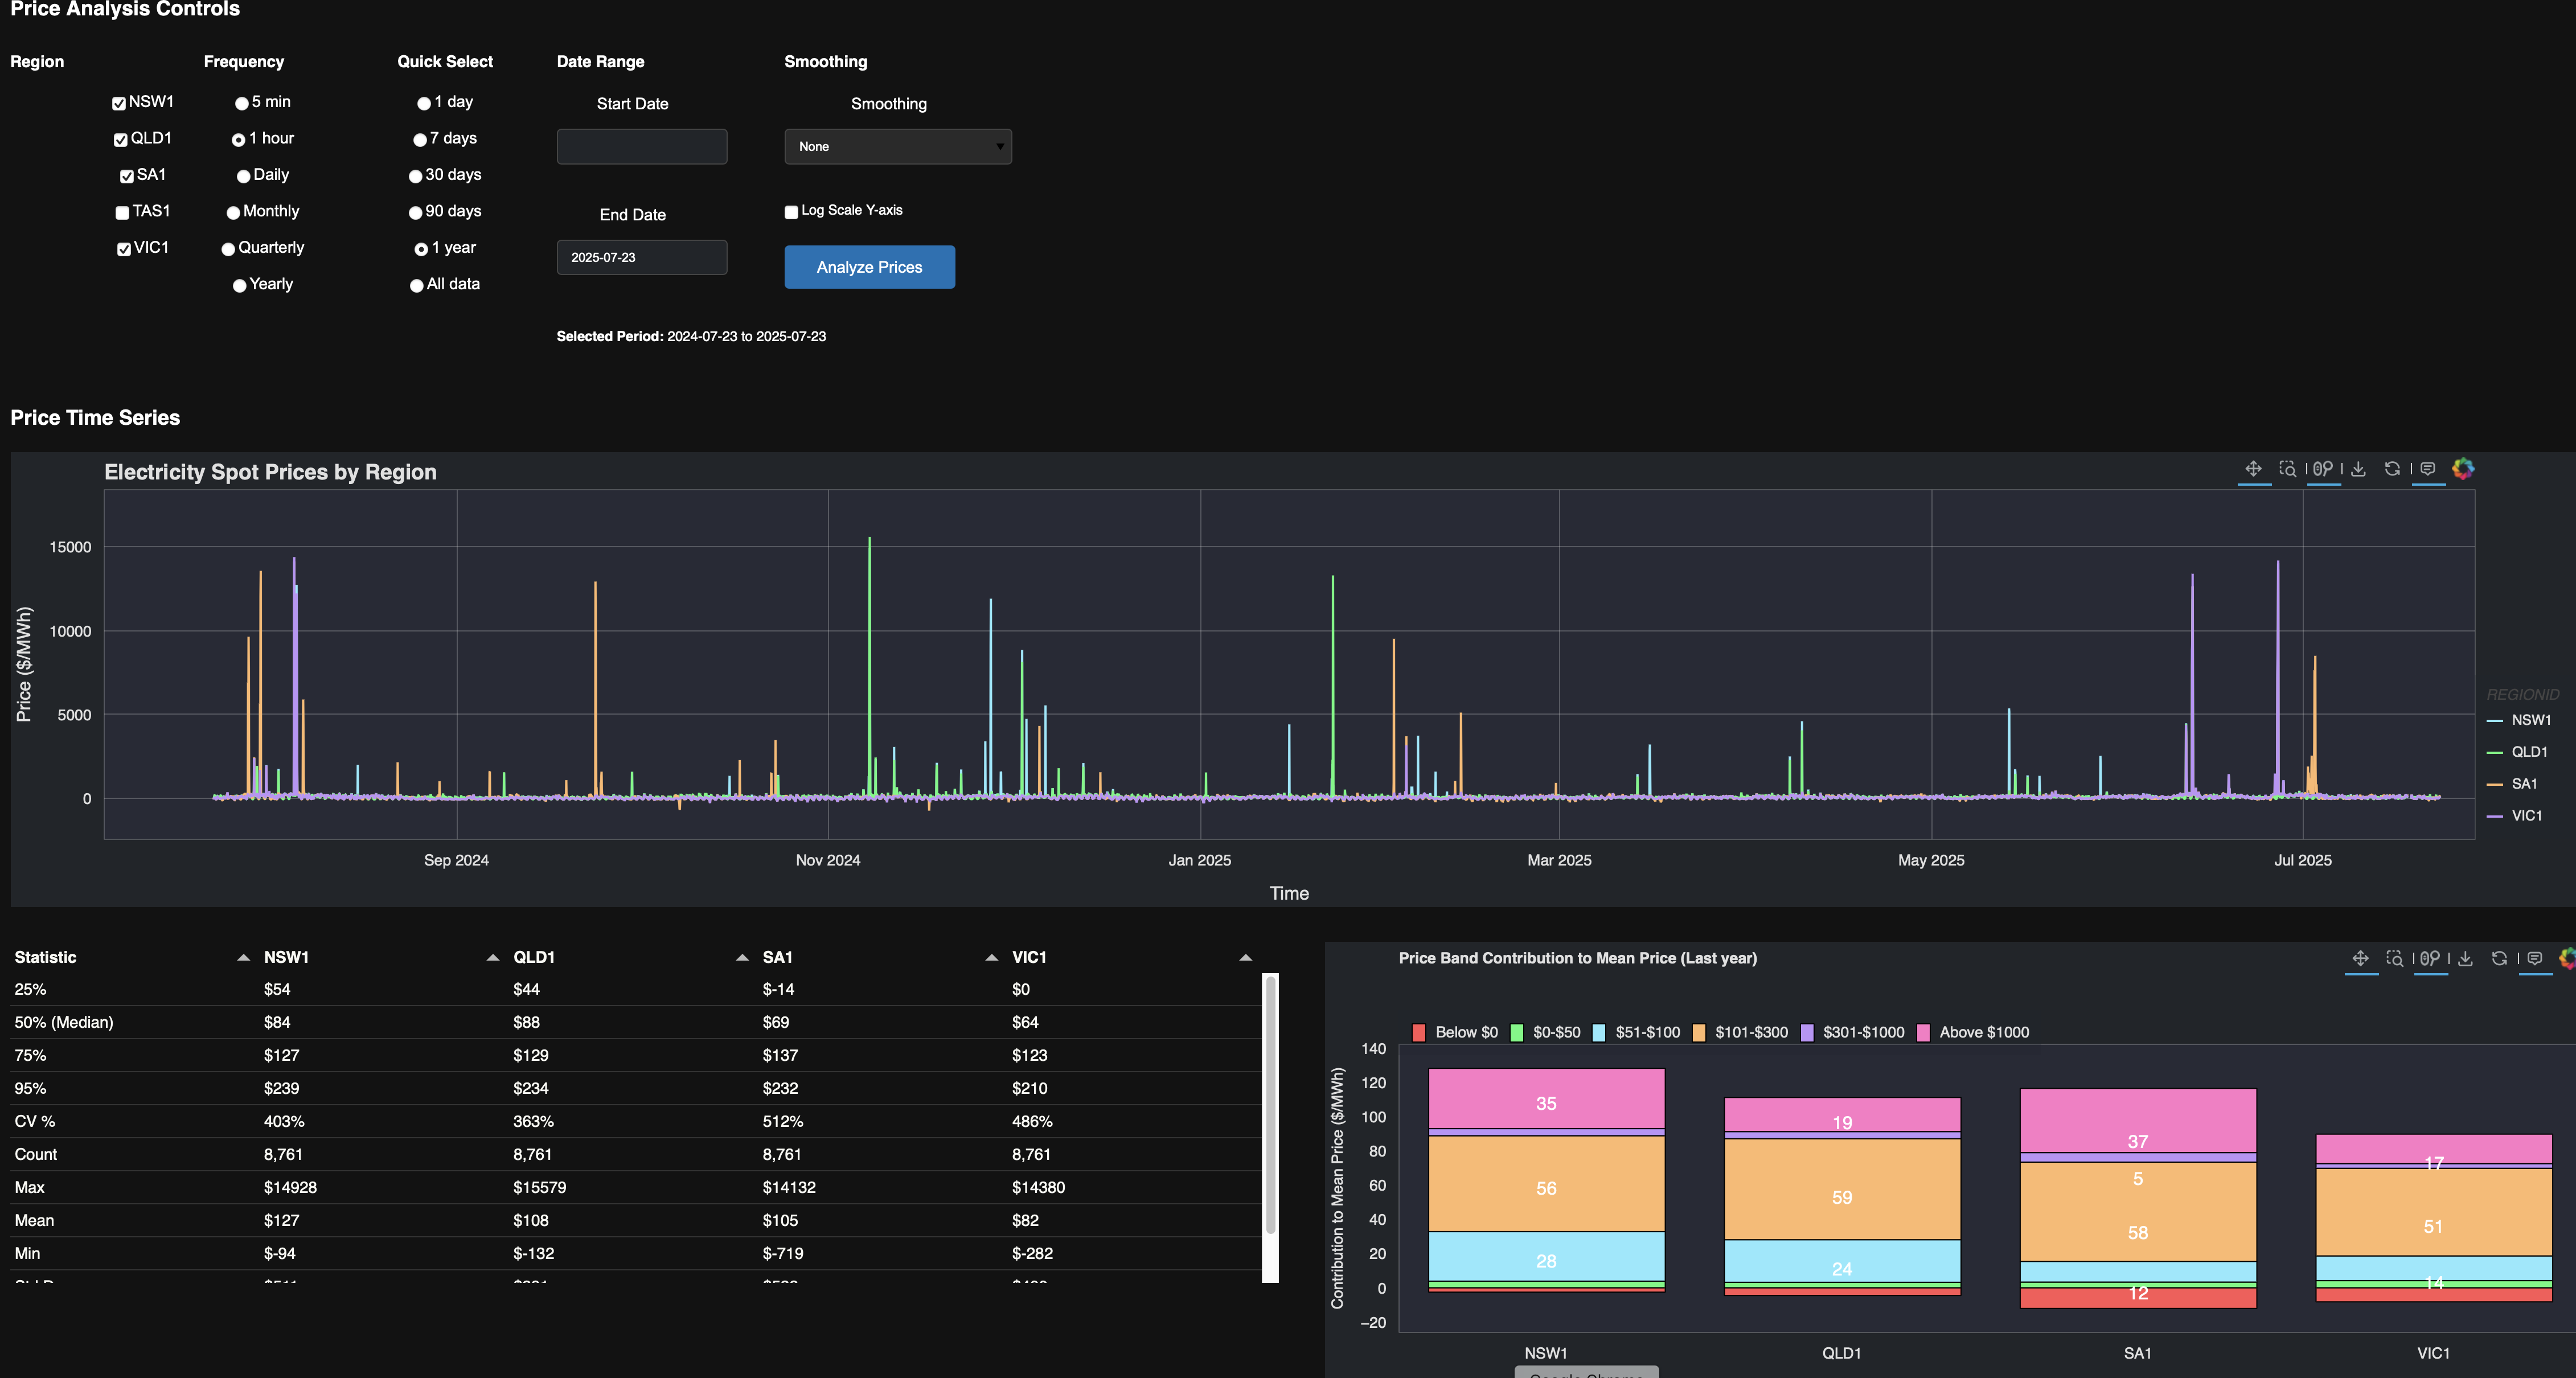 Price Analysis Controls
Region Frequency Quick Select Date Range Smoothing
NSW1 5 min 1 day Start Date Smoothing
QLD1 1 hour 7 days None
SA1 Daily 30 days
TAS1 Monthly 90 days End Date Log Scale Y-axis
VIC1 Quarterly 1 year 2025-07-23 Analyze Prices
Yearly All data
Selected Period: 2024-07-23 to 2025-07-23
Price Time Series
Electricity Spot Prices by Region
Price ($/MWh)
15000
10000
5000
0
Sep 2024 Nov 2024 Jan 2025 Mar 2025 May 2025 Jul 2025
Time
REGIONID
NSW1
QLD1
SA1
VIC1
Statistic NSW1 QLD1 SA1 VIC1
25% $54 $44 $-14 $0
50% (Median) $84 $88 $69 $64
75% $127 $129 $137 $123
95% $239 $234 $232 $210
CV % 403% 363% 512% 486%
Count 8,761 8,761 8,761 8,761
Max $14928 $15579 $14132 $14380
Mean $127 $108 $105 $82
Min $-94 $-132 $-719 $-282
Price Band Contribution to Mean Price (Last year)
Below $0 $0-$50 $51-$100 $101-$300 $301-$1000 Above $1000
Contribution to Mean Price ($/MWh)
140
120
100
80
60
40
20
0
−20
35 19 37 17
5
56 59 58 51
28 24 12 14
NSW1 QLD1 SA1 VIC1